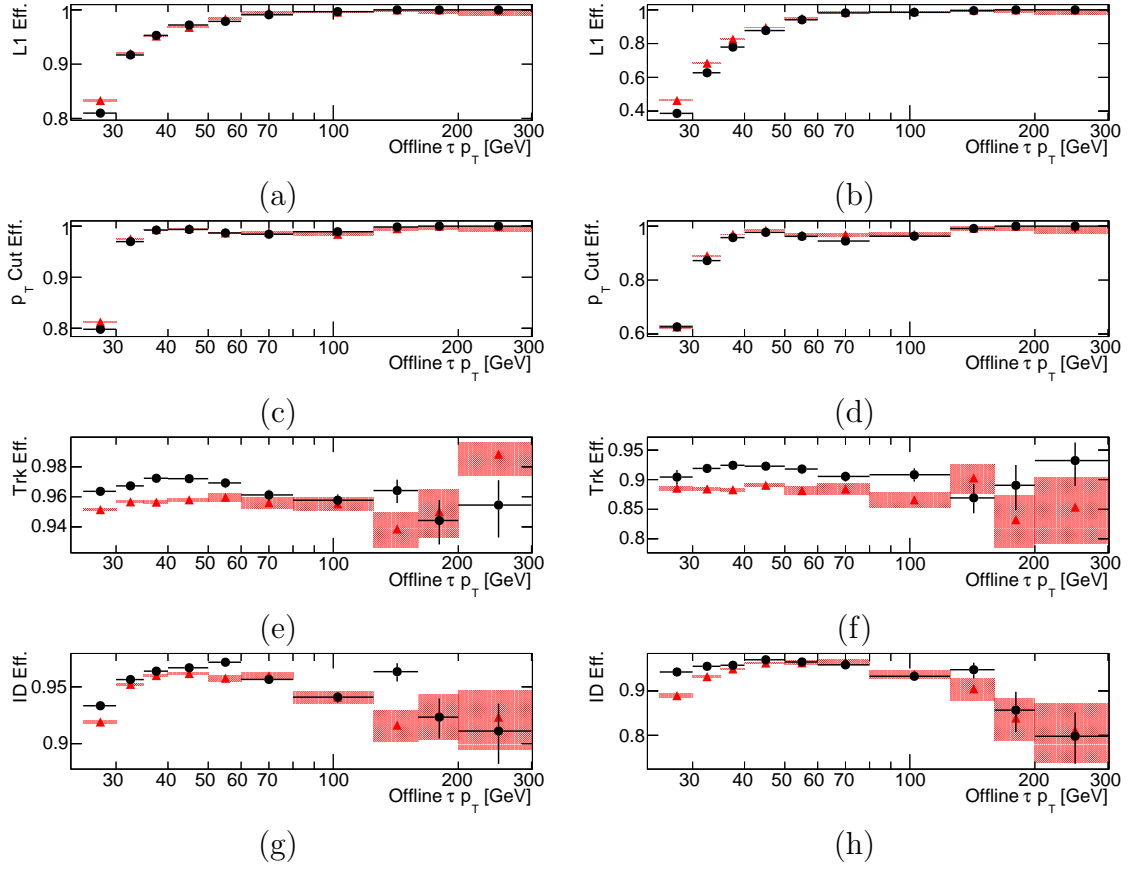 L1 Eff.
1
0.9
0.8
30 40 50 60 70 100 200 300
Offline τ p_T [GeV]
(a)
L1 Eff.
1
0.8
0.6
0.4
30 40 50 60 70 100 200 300
Offline τ p_T [GeV]
(b)
p_T Cut Eff.
1
0.9
0.8
30 40 50 60 70 100 200 300
Offline τ p_T [GeV]
(c)
p_T Cut Eff.
1
0.8
0.6
30 40 50 60 70 100 200 300
Offline τ p_T [GeV]
(d)
Trk Eff.
0.98
0.96
0.94
30 40 50 60 70 100 200 300
Offline τ p_T [GeV]
(e)
Trk Eff.
0.95
0.9
0.85
0.8
30 40 50 60 70 100 200 300
Offline τ p_T [GeV]
(f)
ID Eff.
0.95
0.9
30 40 50 60 70 100 200 300
Offline τ p_T [GeV]
(g)
ID Eff.
0.9
0.8
30 40 50 60 70 100 200 300
Offline τ p_T [GeV]
(h)